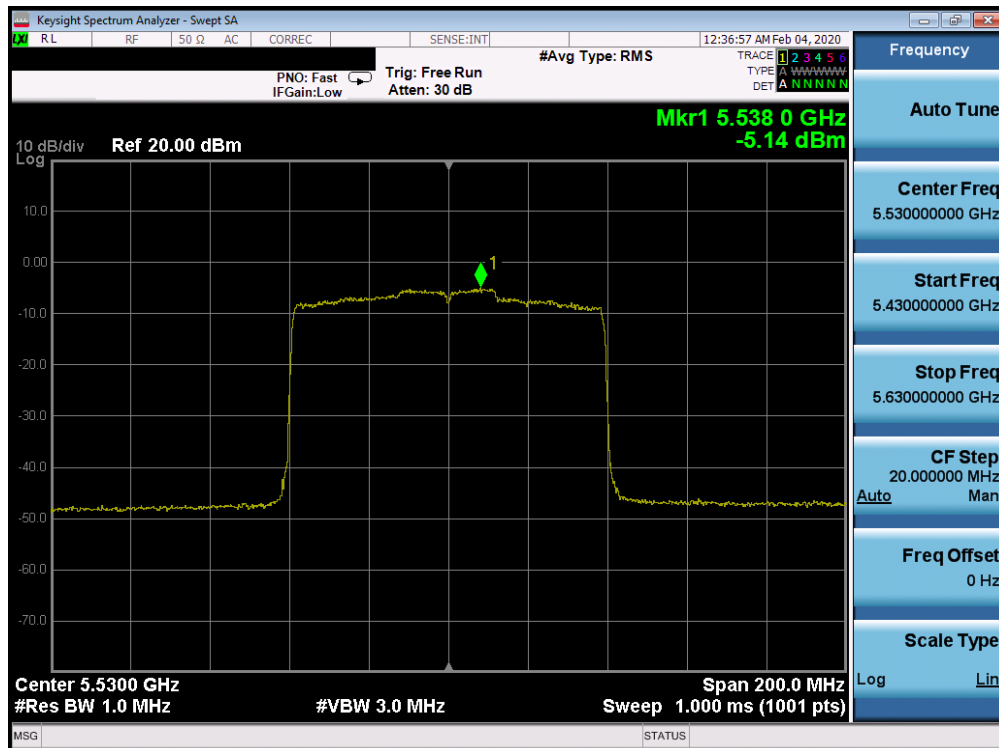 Keysight Spectrum Analyzer - Swept SA
LXI RL RF 50 Ω AC CORREC SENSE:INT 12:36:57 AM Feb 04, 2020
#Avg Type: RMS
TRACE 1 2 3 4 5 6
TYPE A WWWWW
DET A N N N N N
PNO: Fast
IFGain:Low
Trig: Free Run
Atten: 30 dB
Mkr1 5.538 0 GHz
-5.14 dBm
10 dB/div Ref 20.00 dBm
Log
10.0
0.00
1
-10.0
-20.0
-30.0
-40.0
-50.0
-60.0
-70.0
Center 5.5300 GHz Span 200.0 MHz
#Res BW 1.0 MHz #VBW 3.0 MHz Sweep 1.000 ms (1001 pts)
MSG STATUS
Frequency
Auto Tune
Center Freq
5.530000000 GHz
Start Freq
5.430000000 GHz
Stop Freq
5.630000000 GHz
CF Step
20.000000 MHz
Auto Man
Freq Offset
0 Hz
Scale Type
Log Lin